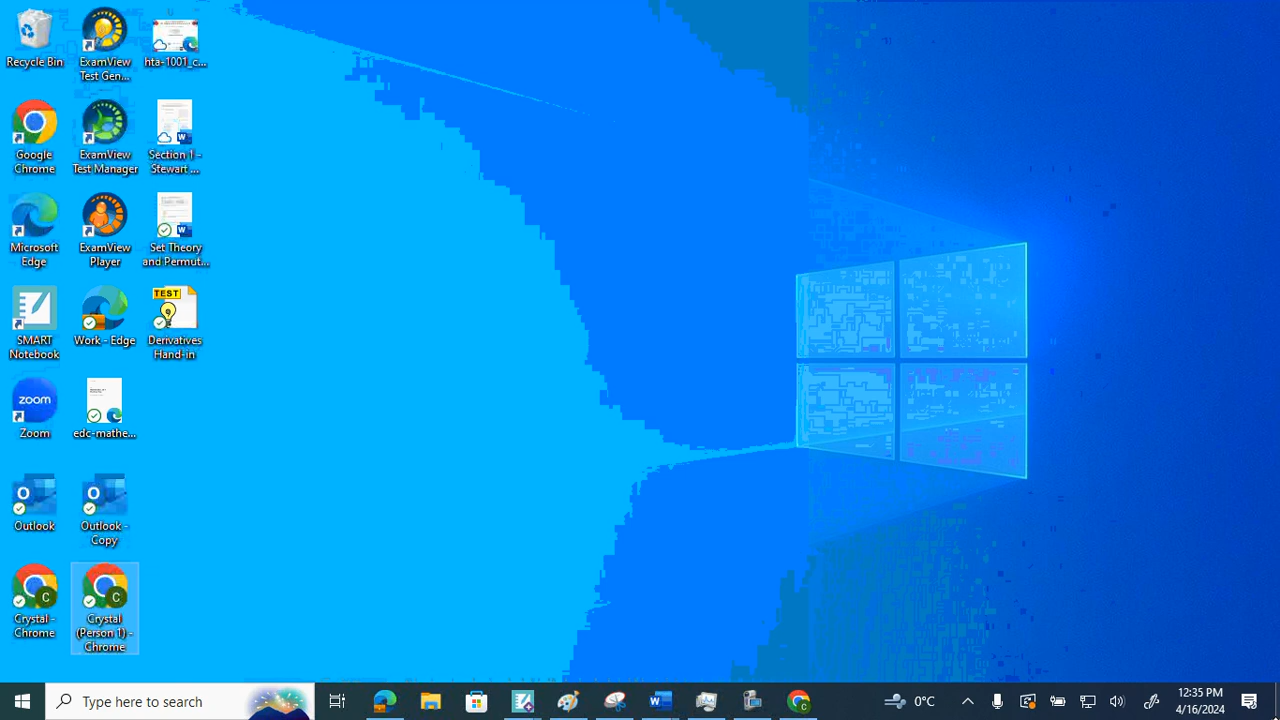 Recycle Bin
ExamView
Test Gen...
hta-1001_c...
Google
Chrome
ExamView
Test Manager
Section 1 -
Stewart ...
Microsoft
Edge
ExamView
Player
Set Theory
and Permut...
SMART
Notebook
Work - Edge
TEST
Derivatives
Hand-in
zoom
Zoom
edc-mathe...
Outlook
Outlook -
Copy
Crystal -
Chrome
Crystal
(Person 1) -
Chrome
Type here to search
0°C
12:35 PM
4/16/2024